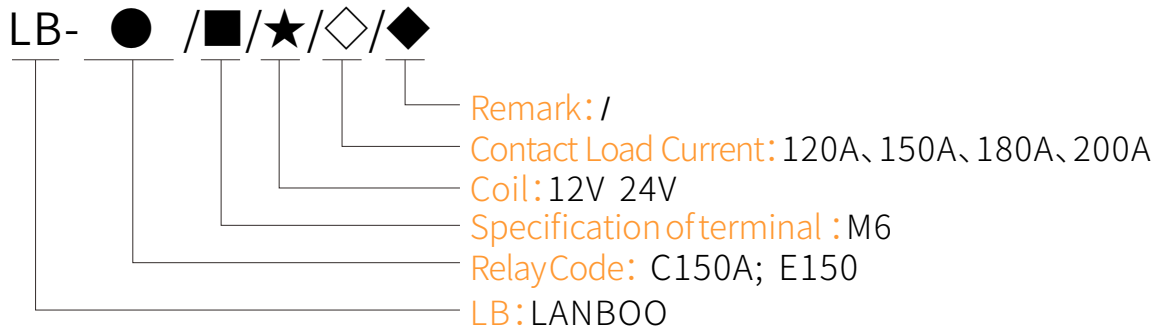 LB- ● /■/★/◇/◆
Remark：/
Contact Load Current：120A、150A、180A、200A
Coil：12V 24V
Specification of terminal：M6
Relay Code：C150A; E150
LB：LANBOO